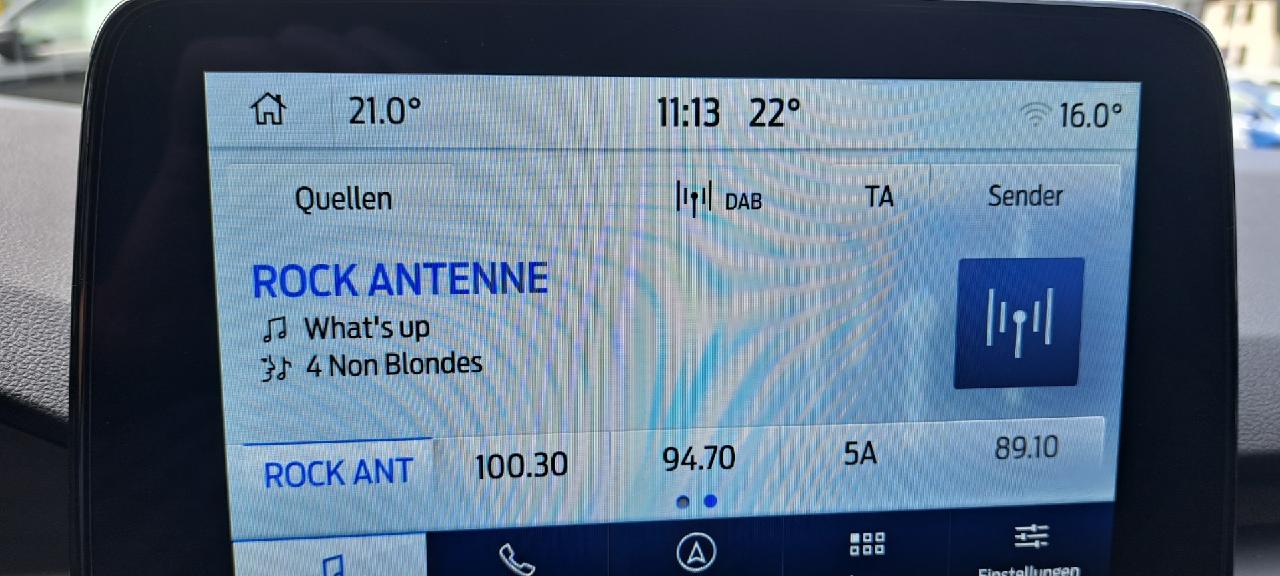 21.0° 11:13 22° 16.0°
Quellen DAB TA Sender
ROCK ANTENNE
What's up
4 Non Blondes
ROCK ANT 100.30 94.70 5A 89.10
Einstellungen